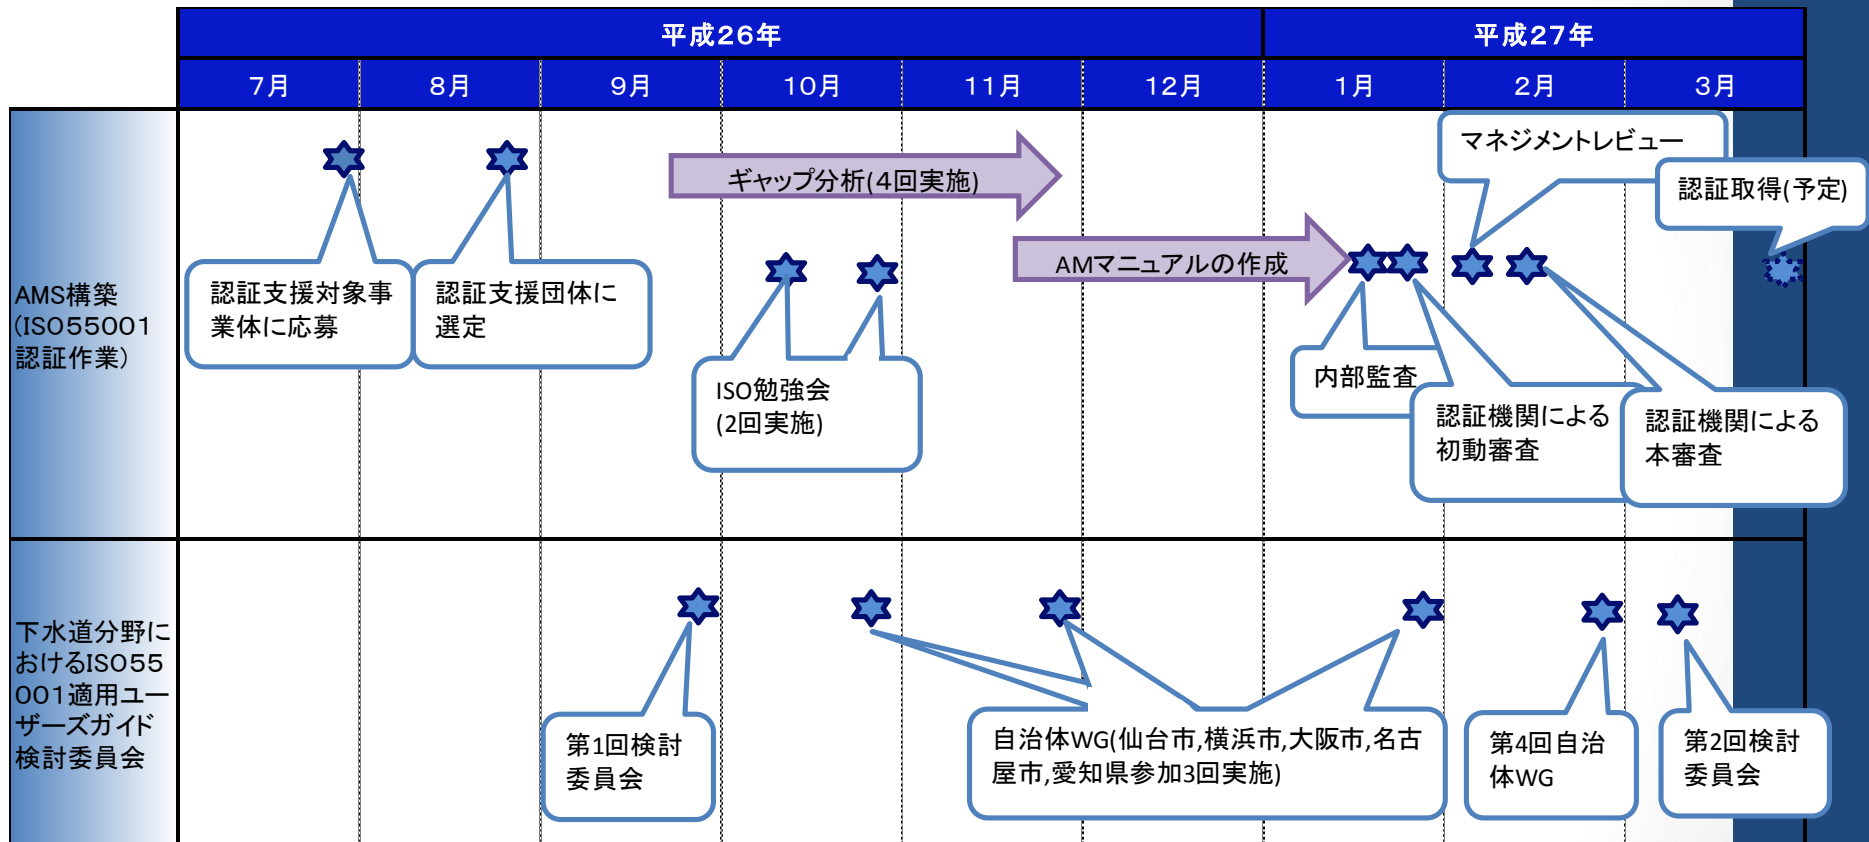 平成26年
平成27年
7月
8月
9月
10月
11月
12月
1月
2月
3月
AMS構築
(ISO55001
認証作業)
認証支援対象事
業体に応募
認証支援団体に
選定
ギャップ分析(4回実施)
ISO勉強会
(2回実施)
AMマニュアルの作成
内部監査
認証機関による
初動審査
マネジメントレビュー
認証機関による
本審査
認証取得(予定)
下水道分野に
おけるISO55
001適用ユー
ザーズガイド
検討委員会
第1回検討
委員会
自治体WG(仙台市,横浜市,大阪市,名古
屋市,愛知県参加3回実施)
第4回自治
体WG
第2回検討
委員会